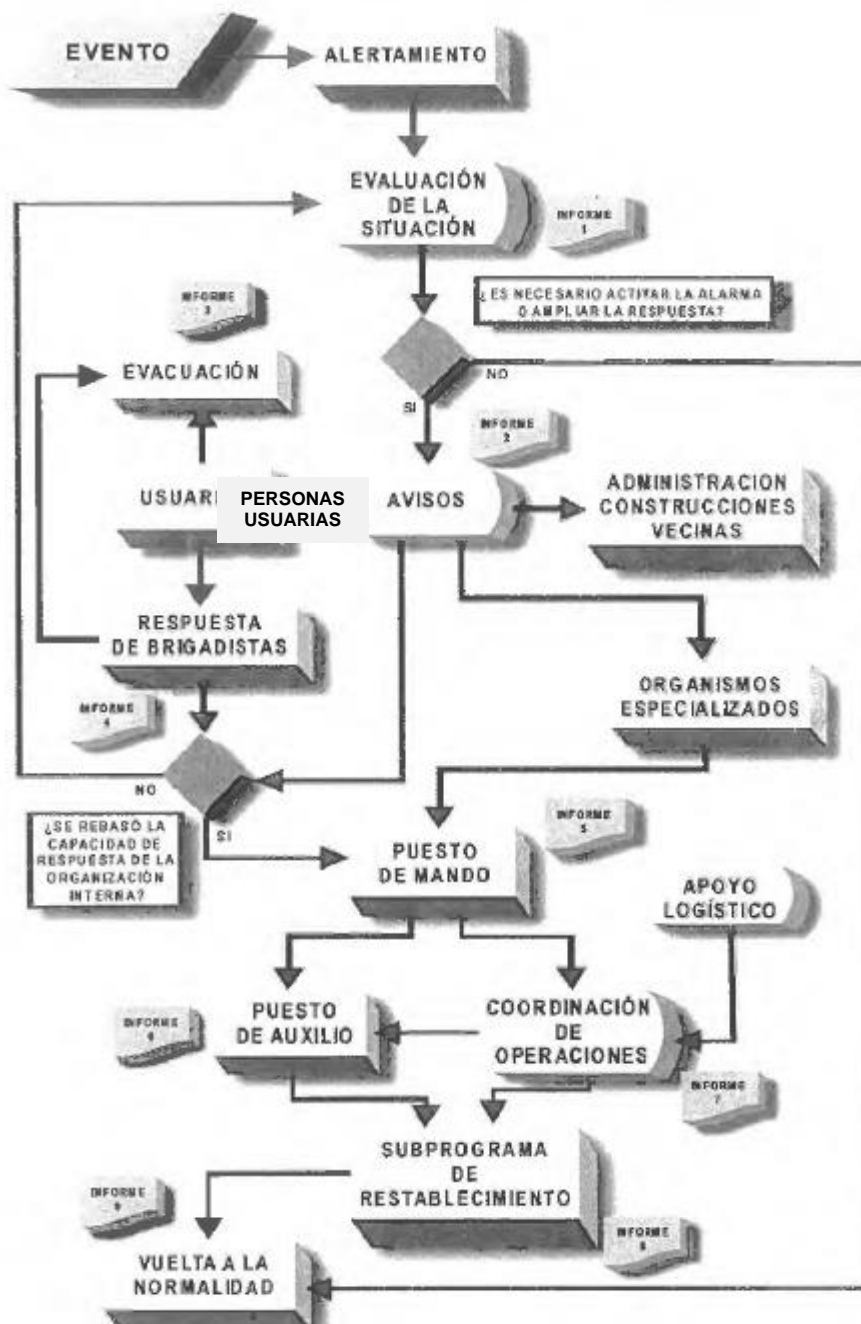 EVENTO
ALERTAMIENTO
EVALUACIÓN
DE LA
SITUACIÓN
INFORME
1
¿ES NECESARIO ACTIVAR LA ALARMA
O AMPLIAR LA RESPUESTA?
NO
SI
INFORME
3
EVACUACIÓN
INFORME
2
USUARI
PERSONAS
USUARIAS
AVISOS
ADMINISTRACION
CONSTRUCCIONES
VECINAS
RESPUESTA
DE BRIGADISTAS
ORGANISMOS
ESPECIALIZADOS
INFORME
4
NO
SI
¿SE REBASÓ LA
CAPACIDAD DE
RESPUESTA DE LA
ORGANIZACIÓN
INTERNA?
INFORME
5
PUESTO
DE MANDO
APOYO
LOGÍSTICO
INFORME
6
PUESTO
DE AUXILIO
COORDINACIÓN
DE
OPERACIONES
INFORME
7
SUBPROGRAMA
DE
RESTABLECIMIENTO
INFORME
9
INFORME
8
VUELTA A LA
NORMALIDAD